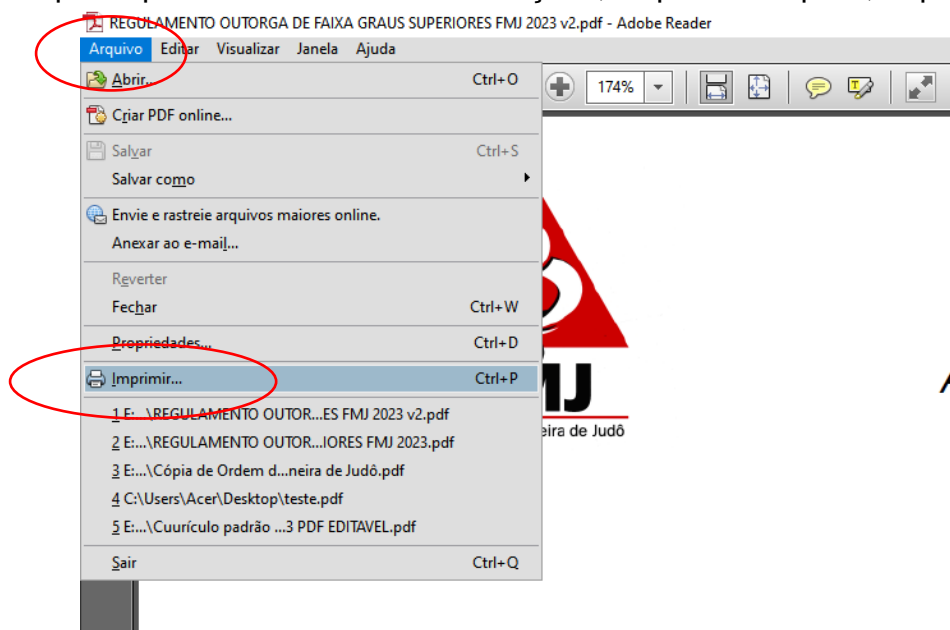 REGULAMENTO OUTORGA DE FAIXA GRAUS SUPERIORES FMJ 2023 v2.pdf - Adobe Reader
Arquivo Editar Visualizar Janela Ajuda
Abrir... Ctrl+O
174%
Criar PDF online...
Salvar Ctrl+S
Salvar como
Envie e rastreie arquivos maiores online.
Anexar ao e-mail...
Reverter
Fechar Ctrl+W
Propriedades... Ctrl+D
Imprimir... Ctrl+P
MJ
1 E:...\REGULAMENTO OUTOR...ES FMJ 2023 v2.pdf
eira de Judô
2 E:...\REGULAMENTO OUTOR...IORES FMJ 2023.pdf
3 E:...\Cópia de Ordem d...neira de Judô.pdf
4 C:\Users\Acer\Desktop\teste.pdf
5 E:...\Cuurículo padrão ...3 PDF EDITAVEL.pdf
Sair Ctrl+Q